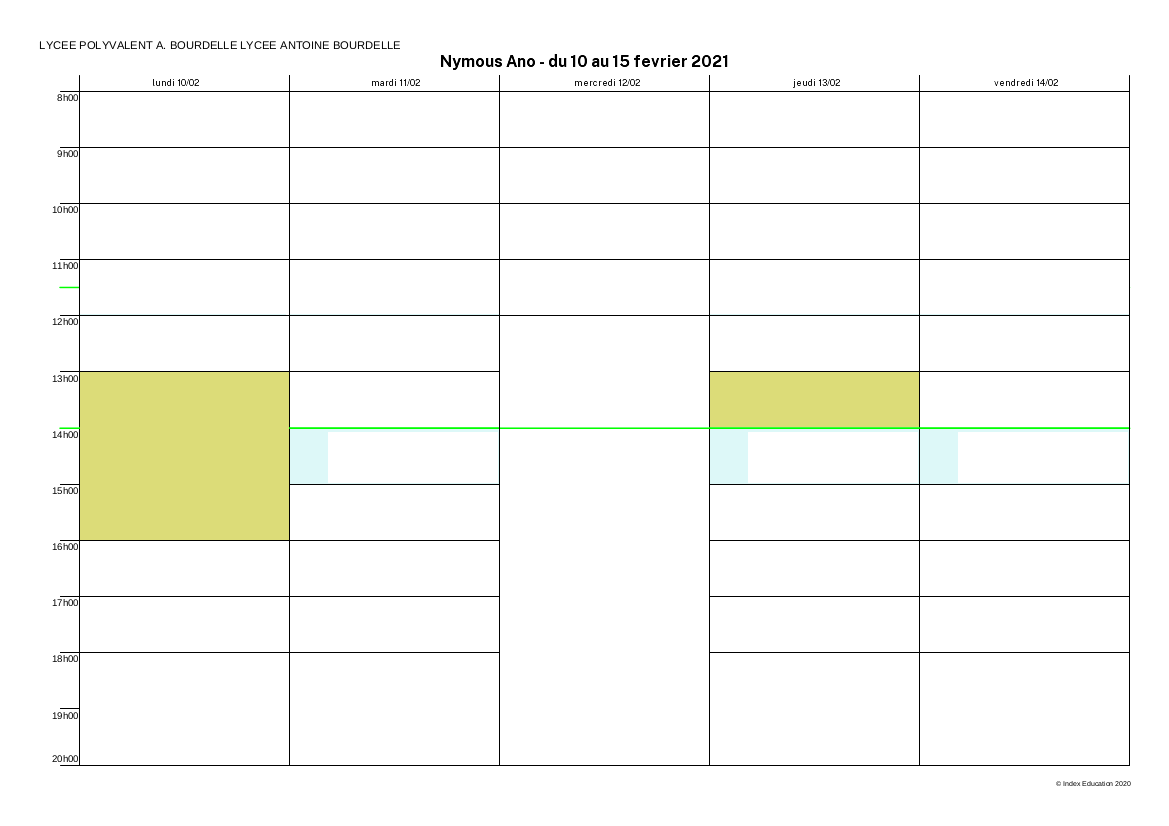 LYCEE POLYVALENT A. BOURDELLE LYCEE ANTOINE BOURDELLE
Nymous Ano - du 10 au 15 fevrier 2021
lundi 10/02 mardi 11/02 mercredi 12/02 jeudi 13/02 vendredi 14/02
8h00
9h00
10h00
11h00
12h00
13h00
14h00
15h00
16h00
17h00
18h00
19h00
20h00
© Index Education 2020